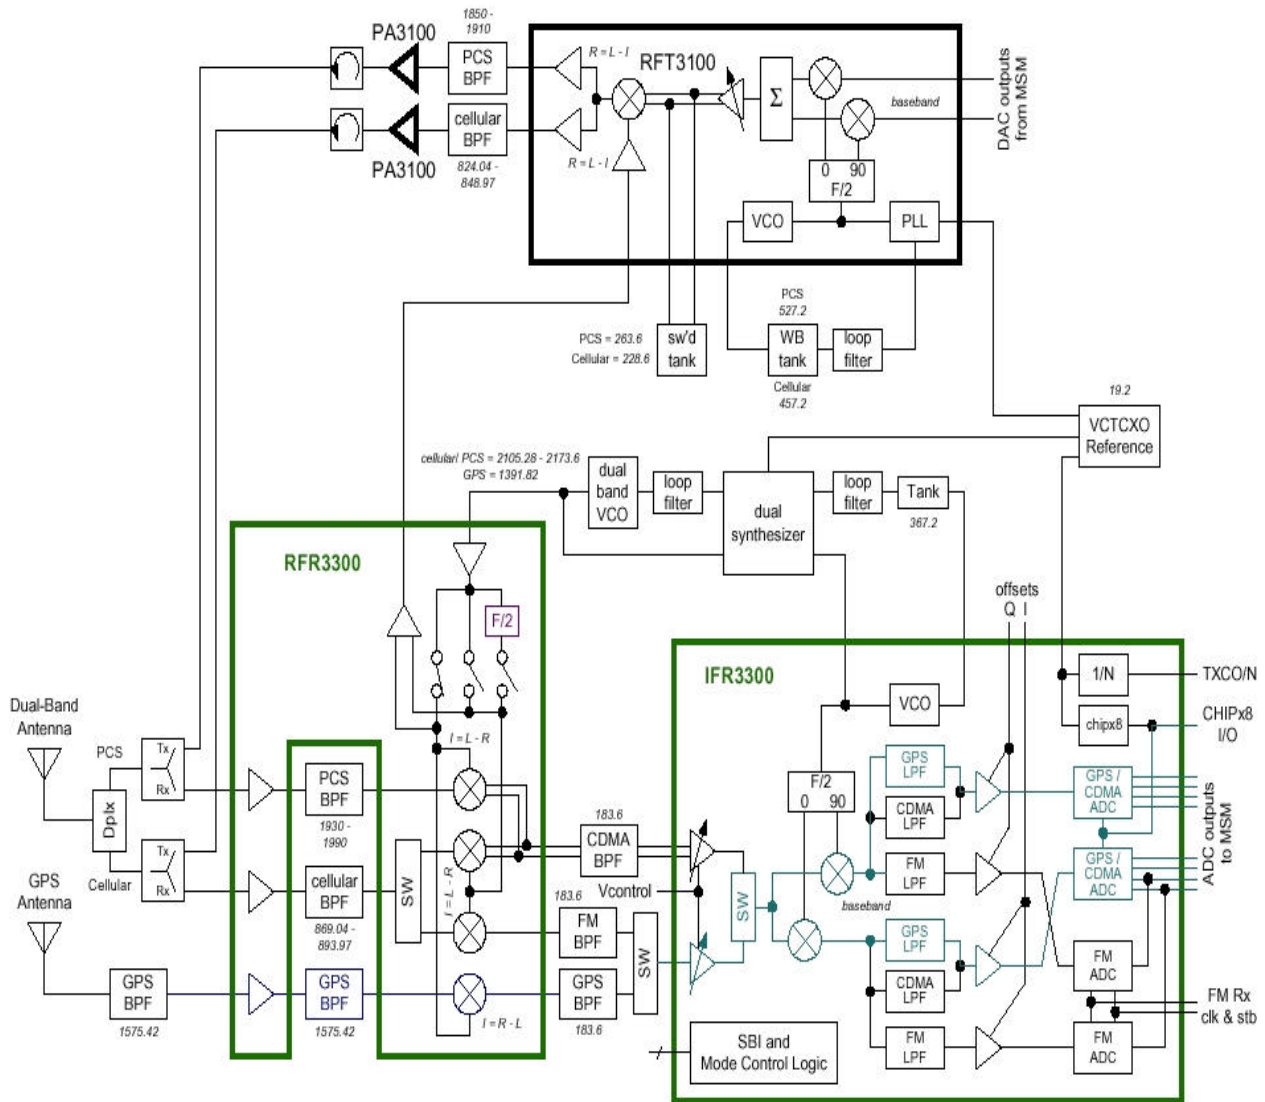 1850 -
1910
PA3100
PCS
BPF
R = L - I
RFT3100
Σ
baseband
DAC outputs
from MSM
cellular
BPF
PA3100
824.04 -
848.97
R = L - I
0 90
F/2
VCO
PLL
PCS
527.2
PCS = 263.6
Cellular = 228.6
sw'd
tank
WB
tank
loop
filter
Cellular
457.2
19.2
VCTCXO
Reference
cellular/ PCS = 2105.28 - 2173.6
GPS = 1391.82
dual
band
VCO
loop
filter
dual
synthesizer
loop
filter
Tank
367.2
RFR3300
F/2
offsets
Q I
IFR3300
1/N
TXCO/N
chipx8
CHIPx8
I/O
VCO
Dual-Band
Antenna
PCS
Tx
Rx
I = L - R
Dplx
PCS
BPF
1930 -
1990
F/2
0 90
GPS
LPF
CDMA
LPF
GPS /
CDMA
ADC
ADC outputs
to MSM
183.6
CDMA
BPF
Cellular
Tx
Rx
cellular
BPF
869.04 -
893.97
SW
I = L - R
Vcontrol
SW
baseband
FM
LPF
GPS /
CDMA
ADC
GPS
Antenna
183.6
FM
BPF
SW
GPS
LPF
CDMA
LPF
FM
ADC
GPS
BPF
1575.42
GPS
BPF
1575.42
I = R - L
GPS
BPF
183.6
FM Rx
clk & stb
SBI and
Mode Control Logic
FM
LPF
FM
ADC